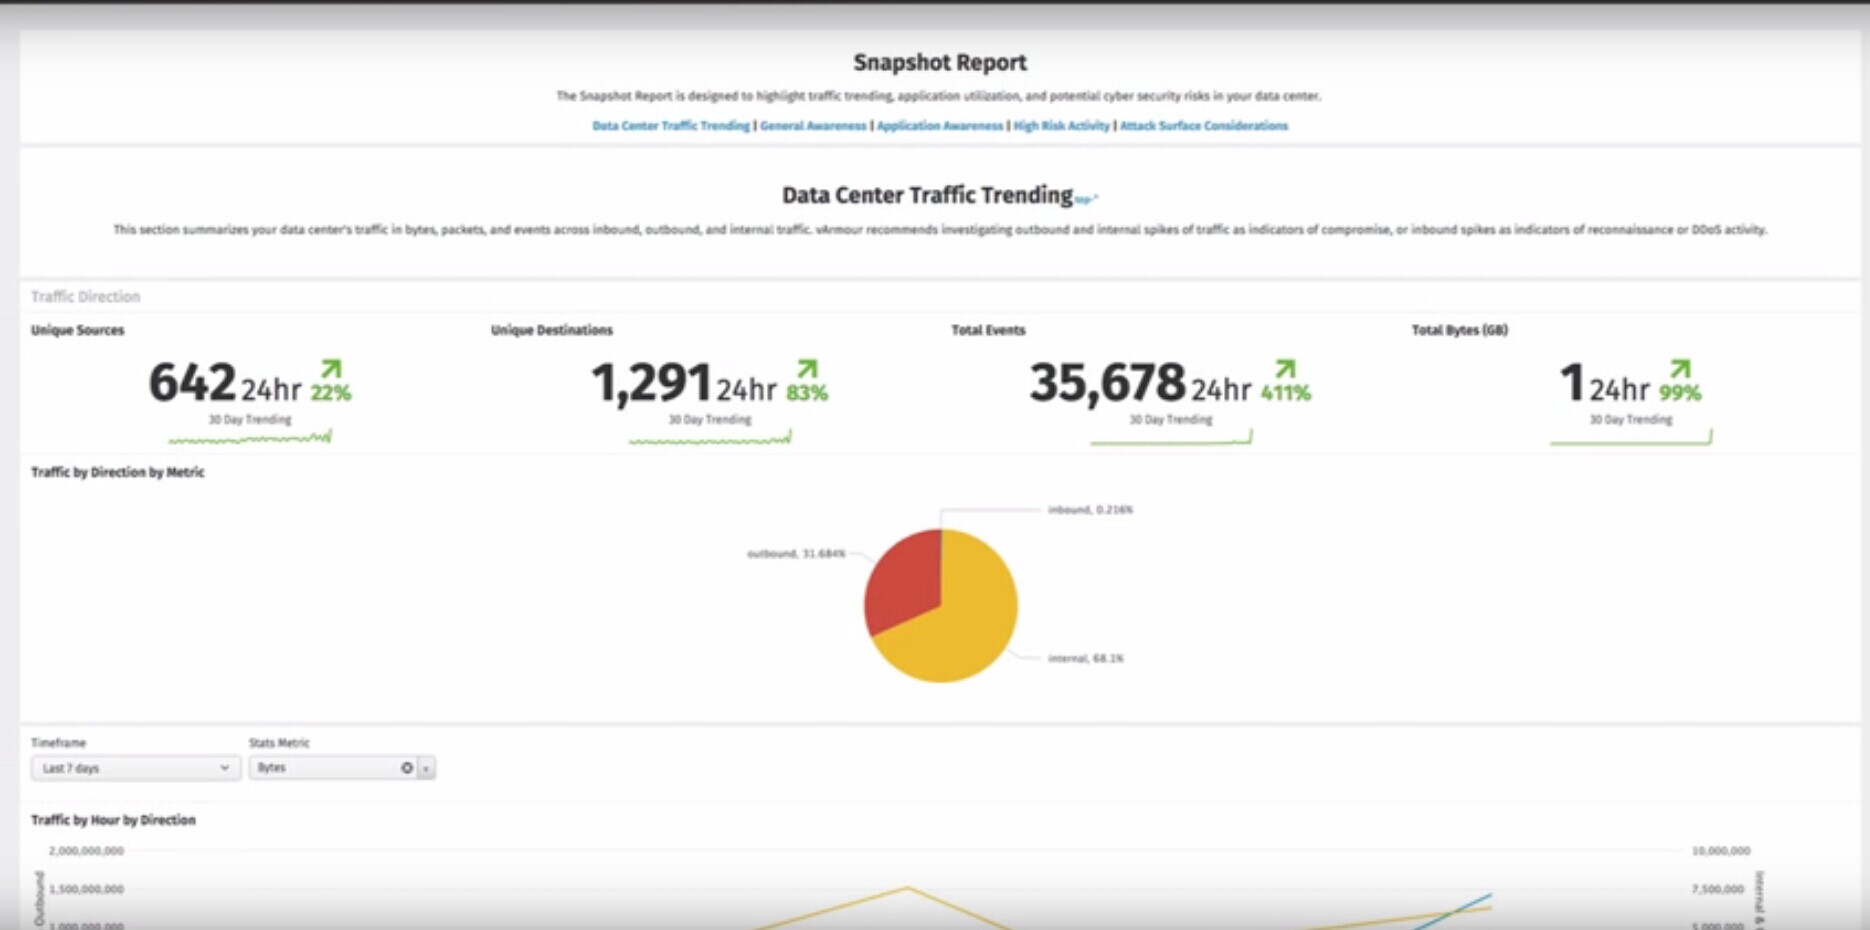 Snapshot Report
The Snapshot Report is designed to highlight traffic trending, application utilization, and potential cyber security risks in your data center.
Data Center Traffic Trending | General Awareness | Application Awareness | High Risk Activity | Attack Surface Considerations
Data Center Traffic Trending top^
This section summarizes your data center's traffic in bytes, packets, and events across inbound, outbound, and internal traffic. vArmour recommends investigating outbound and internal spikes of traffic as indicators of compromise, or inbound spikes as indicators of reconnaissance or DDoS activity.
Traffic Direction
Unique Sources
642 24hr 22%
30 Day Trending
Unique Destinations
1,291 24hr 83%
30 Day Trending
Total Events
35,678 24hr 411%
30 Day Trending
Total Bytes (GB)
1 24hr 99%
30 Day Trending
Traffic by Direction by Metric
inbound, 0.216%
outbound, 31.684%
internal, 68.1%
Timeframe
Last 7 days
Stats Metric
Bytes
Traffic by Hour by Direction
2,000,000,000
1,500,000,000
1,000,000,000
Outbound
10,000,000
7,500,000
5,000,000
Internal &